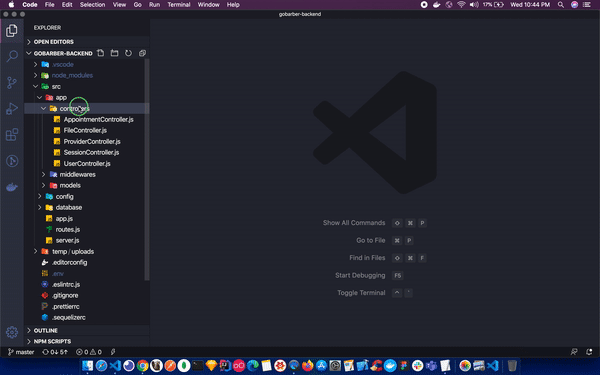 Code File Edit Selection View Go Run Terminal Window Help 17% Wed 10:44 PM
gobarber-backend
EXPLORER
OPEN EDITORS
GOBARBER-BACKEND
.vscode
node_modules
src
app
controllers
AppointmentController.js
FileController.js
ProviderController.js
SessionController.js
UserController.js
middlewares
models
config
database
app.js
routes.js
server.js
temp / uploads
.editorconfig
.env
.eslintrc.js
.gitignore
.prettierrc
.sequelizerc
OUTLINE
NPM SCRIPTS
Show All Commands ⇧ ⌘ P
Go to File ⌘ P
Find in Files ⇧ ⌘ F
Start Debugging F5
Toggle Terminal ^ `
master 0↓ 5↑ 0 0